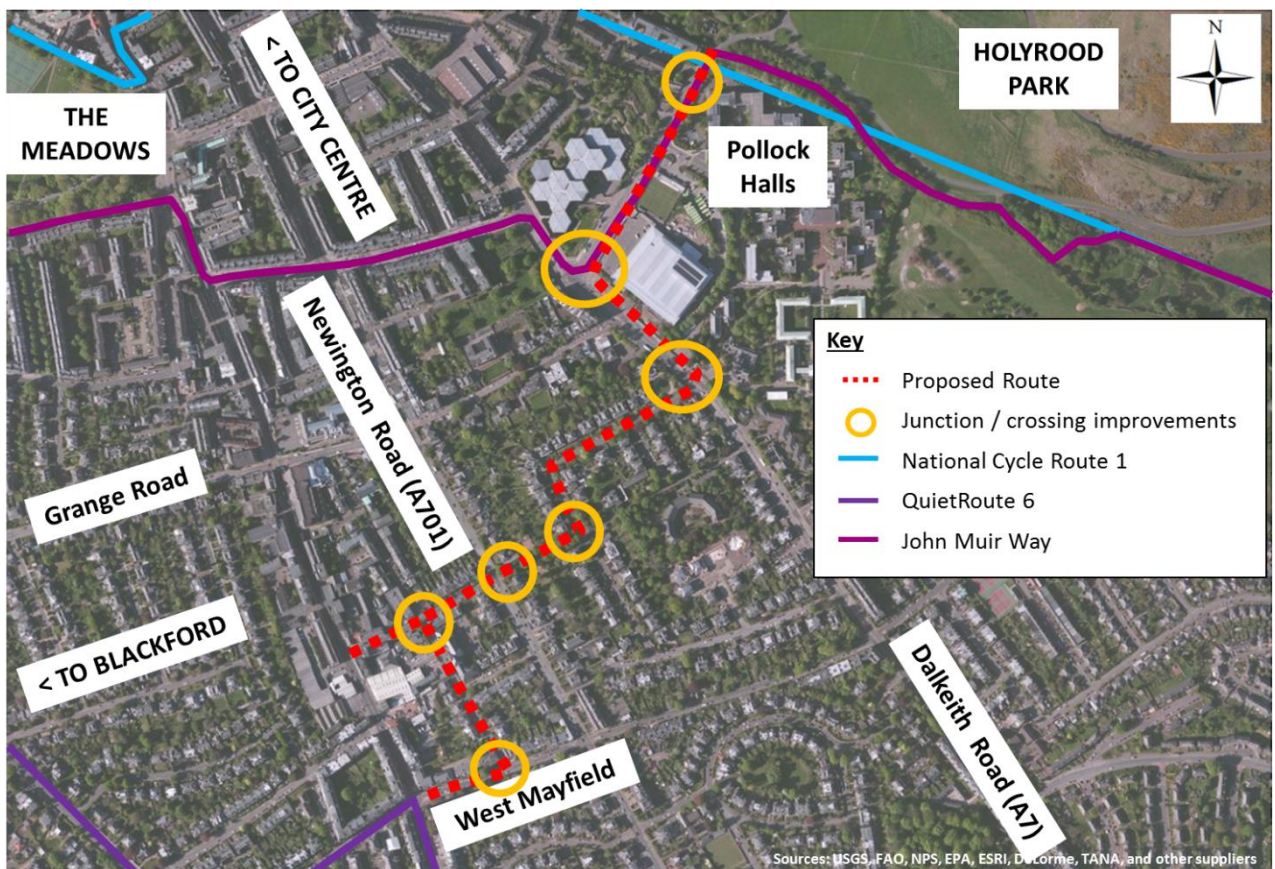 N
HOLYROOD
PARK
< TO CITY CENTRE
THE
MEADOWS
Pollock
Halls
Newington Road (A701)
Key
Proposed Route
Junction / crossing improvements
National Cycle Route 1
QuietRoute 6
John Muir Way
Grange Road
< TO BLACKFORD
Dalkeith Road (A7)
West Mayfield
Sources: USGS, FAO, NPS, EPA, ESRI, DeLorme, TANA, and other suppliers